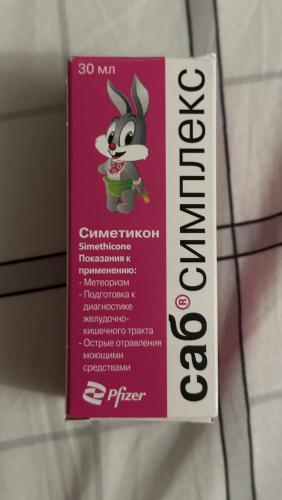 30 мл
Симетикон
Simethicone
Показания к
применению:
- Метеоризм
- Подготовка к
диагностике
желудочно-
кишечного тракта
- Острые отравления
моющими
средствами
Pfizer
саб® симплекс